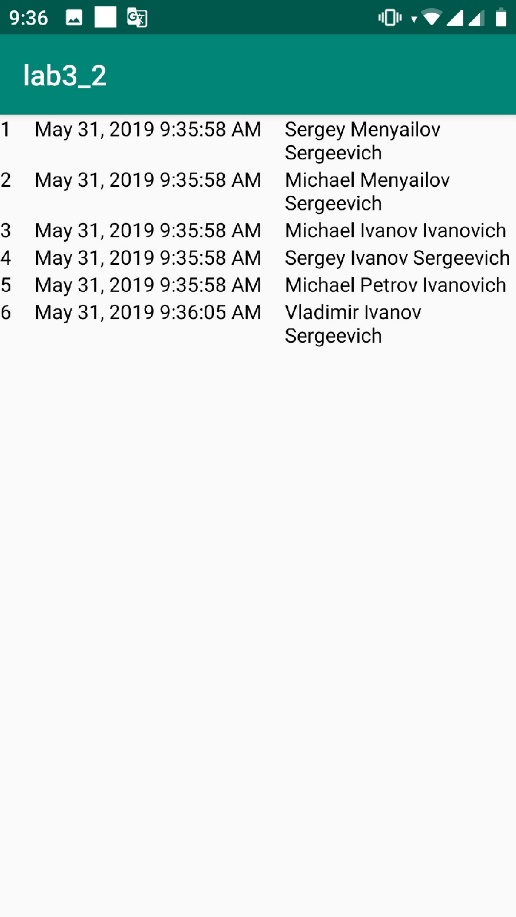 9:36
lab3_2
1 May 31, 2019 9:35:58 AM Sergey Menyailov
Sergeevich
2 May 31, 2019 9:35:58 AM Michael Menyailov
Sergeevich
3 May 31, 2019 9:35:58 AM Michael Ivanov Ivanovich
4 May 31, 2019 9:35:58 AM Sergey Ivanov Sergeevich
5 May 31, 2019 9:35:58 AM Michael Petrov Ivanovich
6 May 31, 2019 9:36:05 AM Vladimir Ivanov
Sergeevich